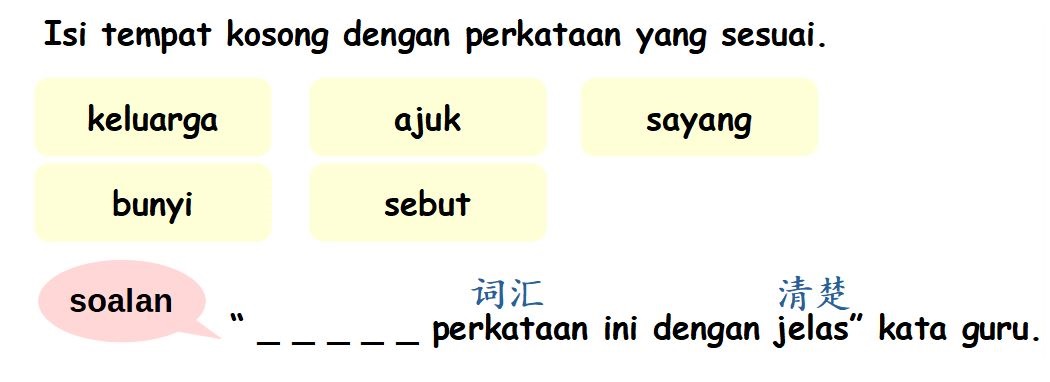 Isi tempat kosong dengan perkataan yang sesuai.
keluarga ajuk sayang
bunyi sebut
soalan
词汇 清楚
“ _ _ _ _ _ perkataan ini dengan jelas” kata guru.